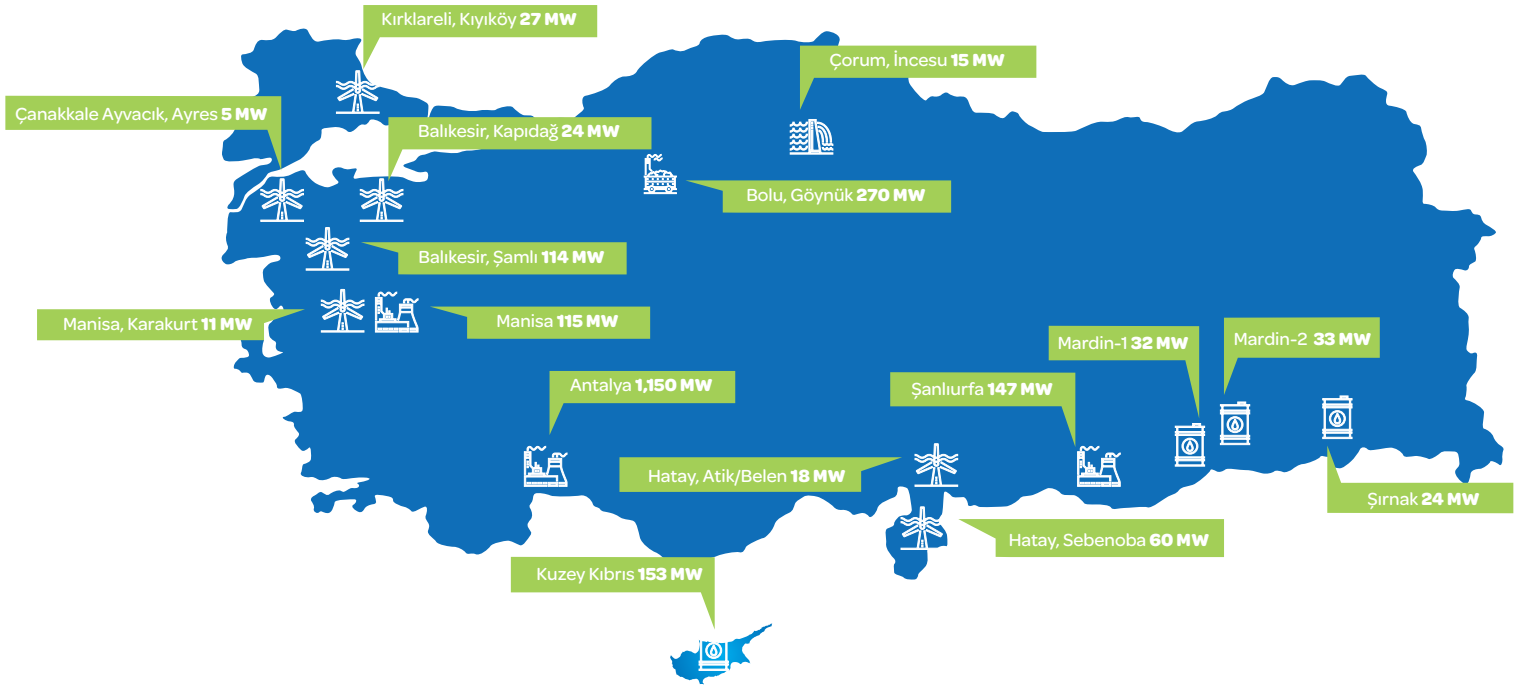 Kırklareli, Kıyıköy 27 MW
Çorum, İncesu 15 MW
Çanakkale Ayvacık, Ayres 5 MW
Balıkesir, Kapıdağ 24 MW
Bolu, Göynük 270 MW
Balıkesir, Şamlı 114 MW
Manisa, Karakurt 11 MW
Manisa 115 MW
Mardin-1 32 MW
Mardin-2 33 MW
Antalya 1,150 MW
Şanlıurfa 147 MW
Hatay, Atik/Belen 18 MW
Şırnak 24 MW
Hatay, Sebenoba 60 MW
Kuzey Kıbrıs 153 MW